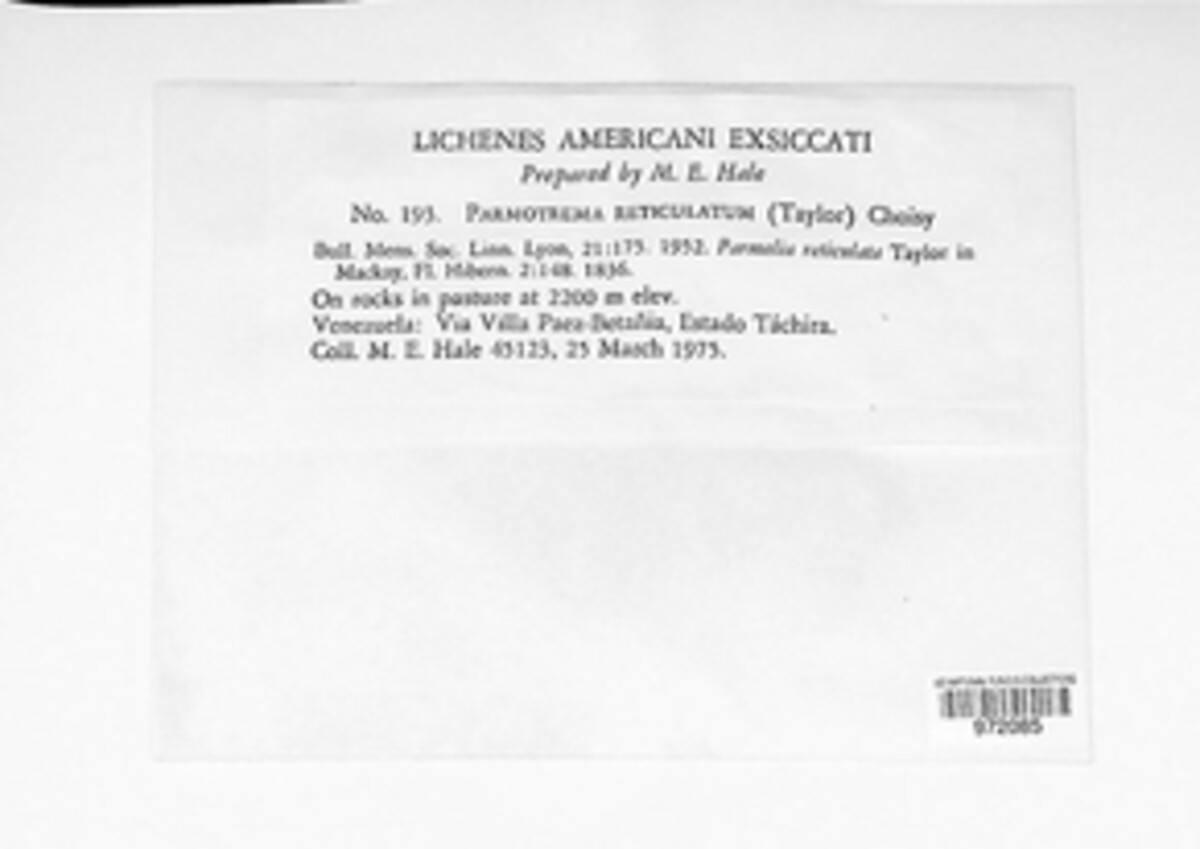 LICHENES AMERICANI EXSICCATI
Prepared by M. E. Hale
No. 193. PARMOTREMA RETICULATUM (Taylor) Choisy
Bull. Mens. Soc. Linn. Lyon, 21:175. 1952. Parmelia reticulata Taylor in
Mackay, Fl. Hibern. 2:148. 1836.
On rocks in pasture at 2200 m elev.
Venezuela: Via Villa Paez-Betañia, Estado Táchira.
Coll. M. E. Hale 45123, 25 March 1975.
972085